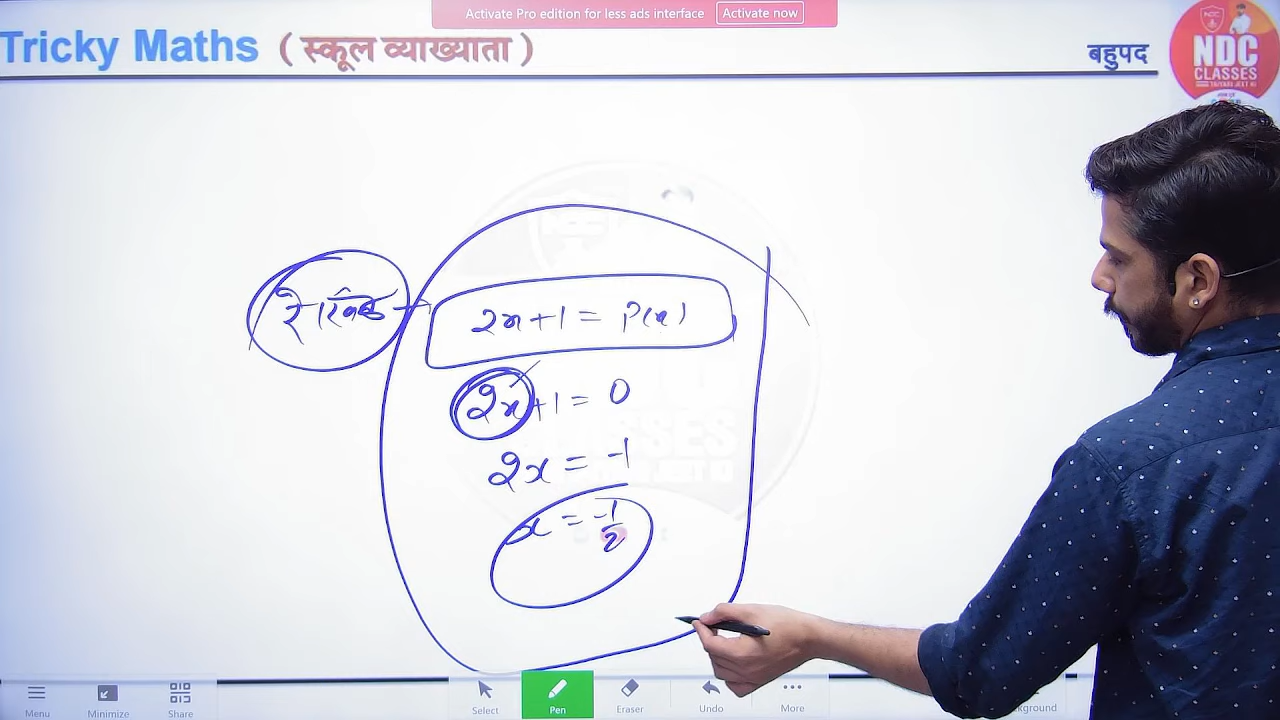 Activate Pro edition for less ads interface Activate now
Tricky Maths ( स्कूल व्याख्याता )
बहुपद
NDC
CLASSES
रैखिक → 2x+1 = P(x)
2x+1 = 0
2x = -1
x = -1/2
Menu Minimize Share Select Pen Eraser Undo More